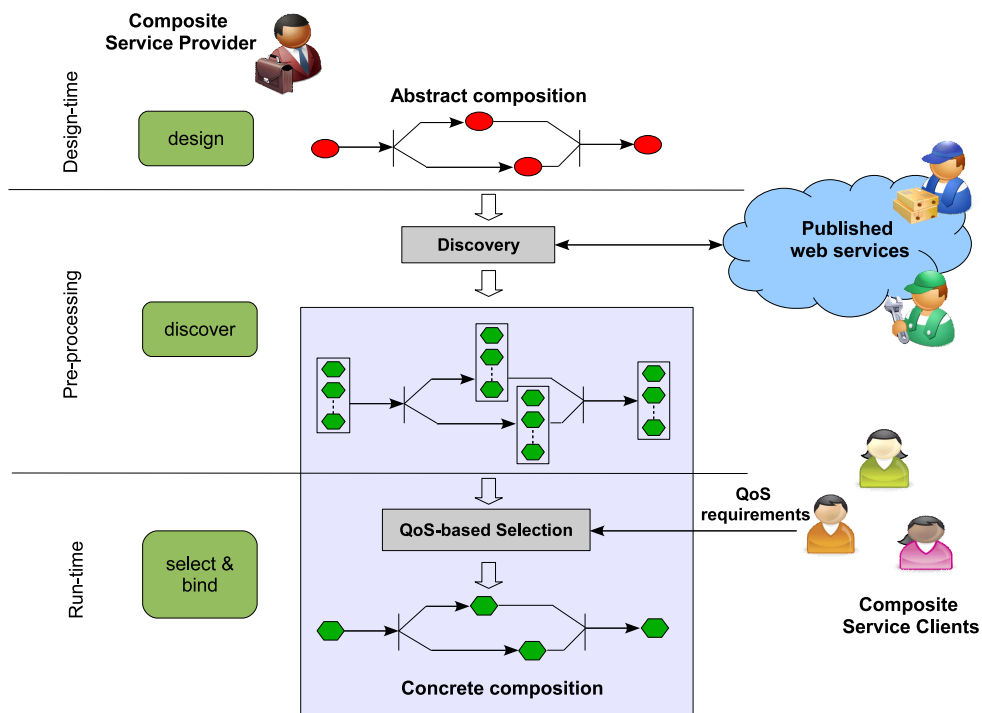 Composite
Service Provider
Design-time
design
Abstract composition
Discovery
Published
web services
Pre-processing
discover
Run-time
select &
bind
QoS
requirements
QoS-based Selection
Composite
Service Clients
Concrete composition